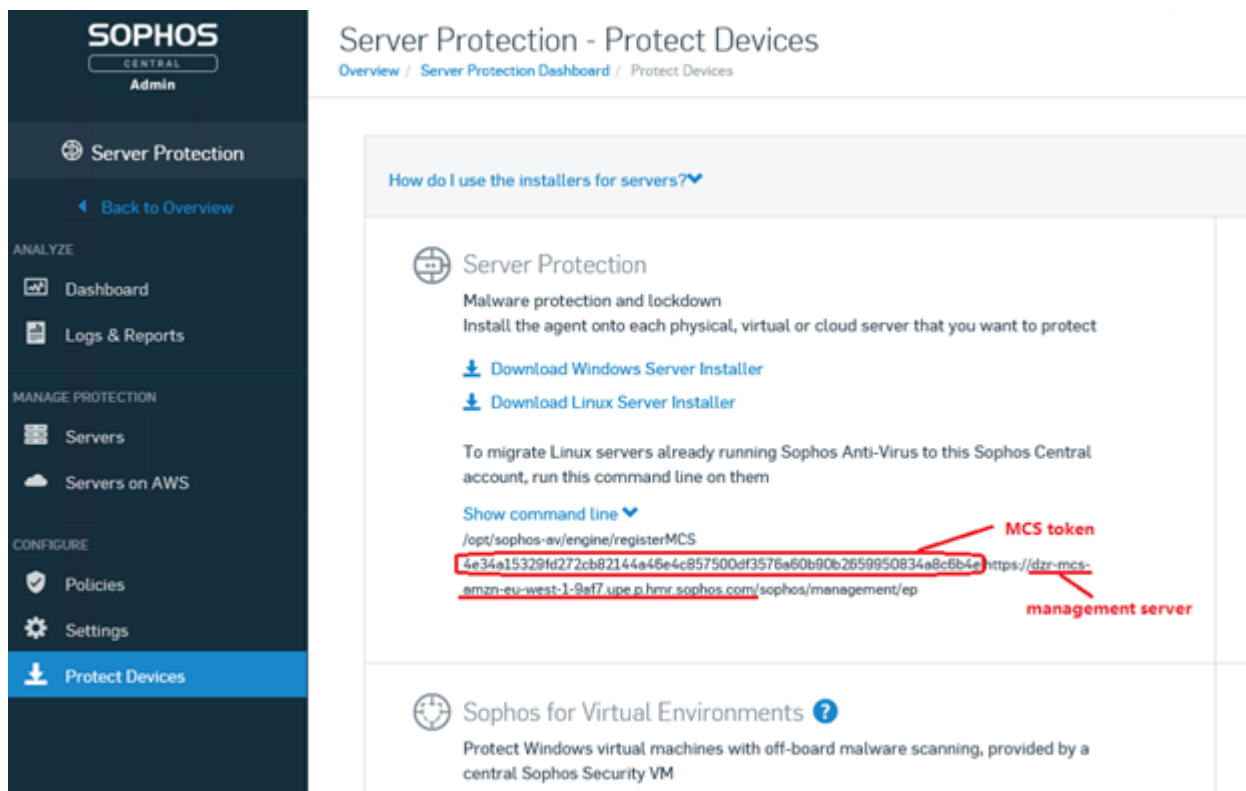 SOPHOS
CENTRAL
Admin
Server Protection
Back to Overview
ANALYZE
Dashboard
Logs & Reports
MANAGE PROTECTION
Servers
Servers on AWS
CONFIGURE
Policies
Settings
Protect Devices
Server Protection - Protect Devices
Overview / Server Protection Dashboard / Protect Devices
How do I use the installers for servers?
Server Protection
Malware protection and lockdown
Install the agent onto each physical, virtual or cloud server that you want to protect
Download Windows Server Installer
Download Linux Server Installer
To migrate Linux servers already running Sophos Anti-Virus to this Sophos Central
account, run this command line on them
Show command line
MCS token
/opt/sophos-av/engine/registerMCS
4e34a15329fd272cb82144a46e4c857500df3576a60b90b2659950834a8c6b4e https://dzr-mcs-
amzn-eu-west-1-9af7.upe.p.hmr.sophos.com/sophos/management/ep
management server
Sophos for Virtual Environments ?
Protect Windows virtual machines with off-board malware scanning, provided by a
central Sophos Security VM